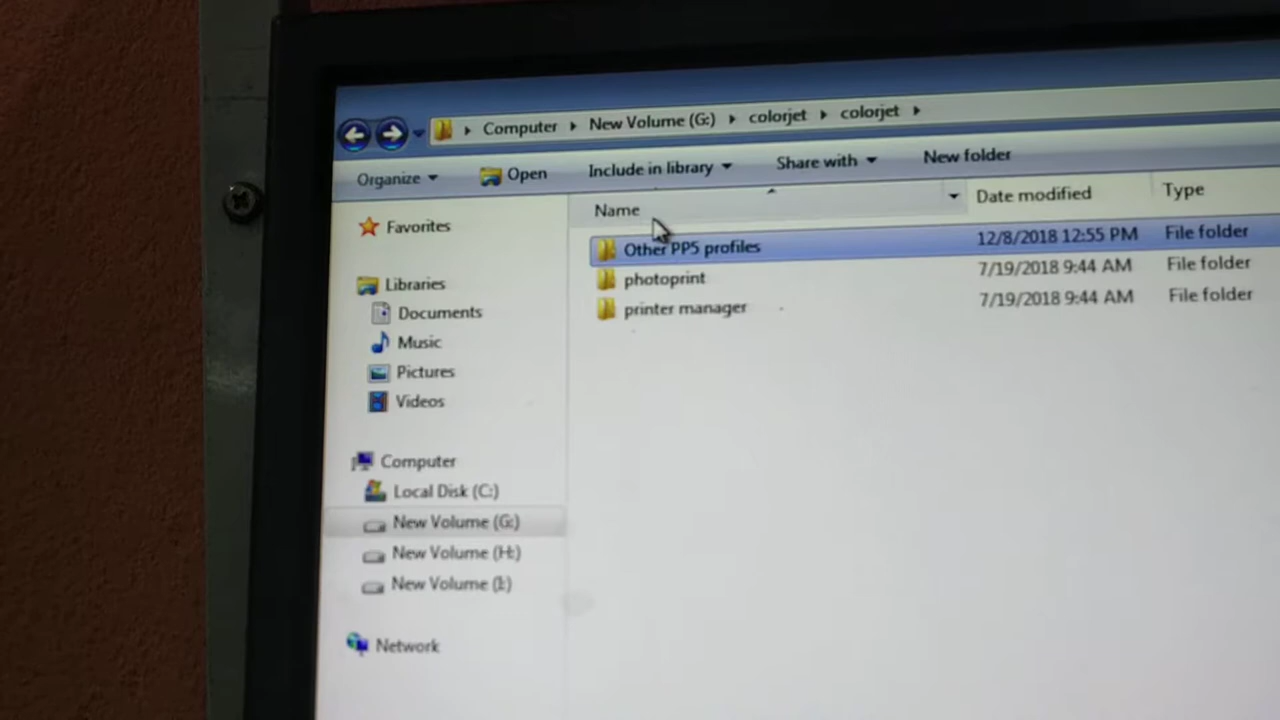 Computer New Volume (G:) colorjet colorjet
Organize Open Include in library Share with New folder
Name Date modified Type
Favorites
Other PP5 profiles 12/8/2018 12:55 PM File folder
photoprint 7/19/2018 9:44 AM File folder
printer manager 7/19/2018 9:44 AM File folder
Libraries
Documents
Music
Pictures
Videos
Computer
Local Disk (C:)
New Volume (G:)
New Volume (H:)
New Volume (I:)
Network